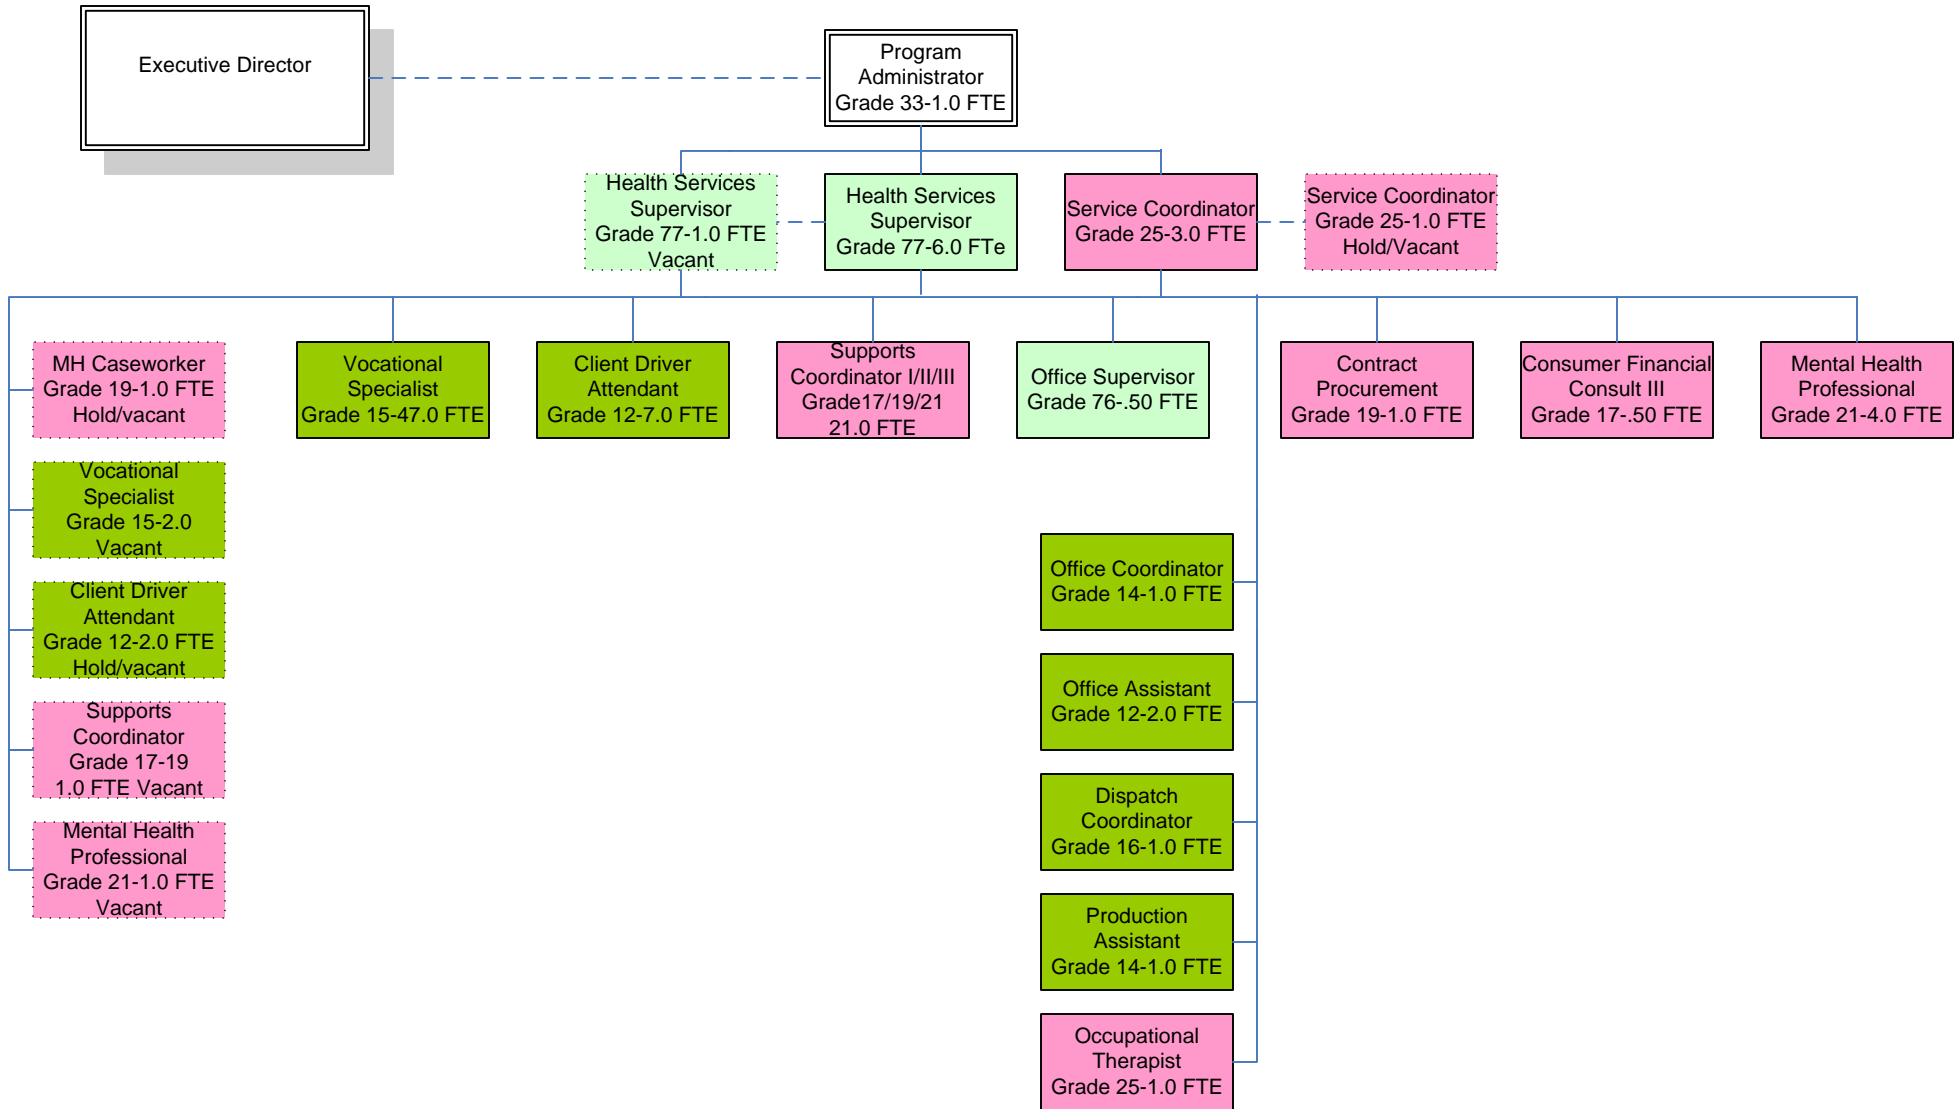 Executive Director
Program
Administrator
Grade 33-1.0 FTE
Health Services
Supervisor
Grade 77-1.0 FTE
Vacant
Health Services
Supervisor
Grade 77-6.0 FTe
Service Coordinator
Grade 25-3.0 FTE
Service Coordinator
Grade 25-1.0 FTE
Hold/Vacant
MH Caseworker
Grade 19-1.0 FTE
Hold/vacant
Vocational
Specialist
Grade 15-47.0 FTE
Client Driver
Attendant
Grade 12-7.0 FTE
Supports
Coordinator I/II/III
Grade17/19/21
21.0 FTE
Office Supervisor
Grade 76-.50 FTE
Contract
Procurement
Grade 19-1.0 FTE
Consumer Financial
Consult III
Grade 17-.50 FTE
Mental Health
Professional
Grade 21-4.0 FTE
Vocational
Specialist
Grade 15-2.0
Vacant
Client Driver
Attendant
Grade 12-2.0 FTE
Hold/vacant
Supports
Coordinator
Grade 17-19
1.0 FTE Vacant
Mental Health
Professional
Grade 21-1.0 FTE
Vacant
Office Coordinator
Grade 14-1.0 FTE
Office Assistant
Grade 12-2.0 FTE
Dispatch
Coordinator
Grade 16-1.0 FTE
Production
Assistant
Grade 14-1.0 FTE
Occupational
Therapist
Grade 25-1.0 FTE